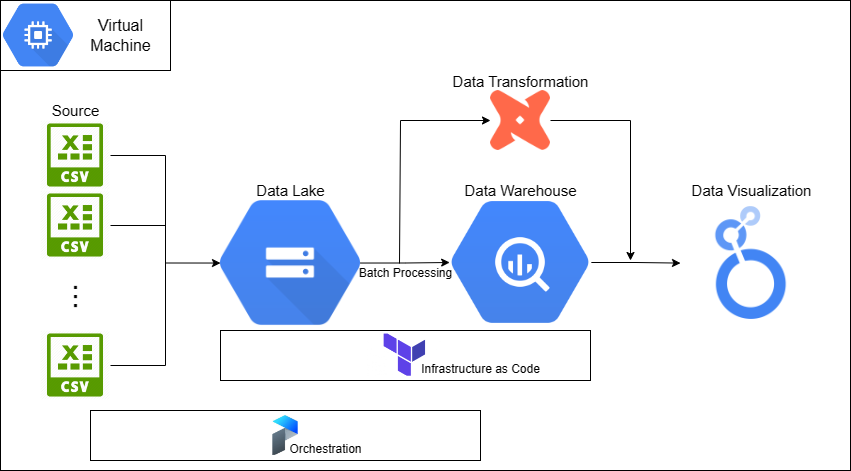 Virtual
Machine
Source
CSV
CSV
CSV
Data Lake
Batch Processing
Data Transformation
Data Warehouse
Data Visualization
Infrastructure as Code
Orchestration